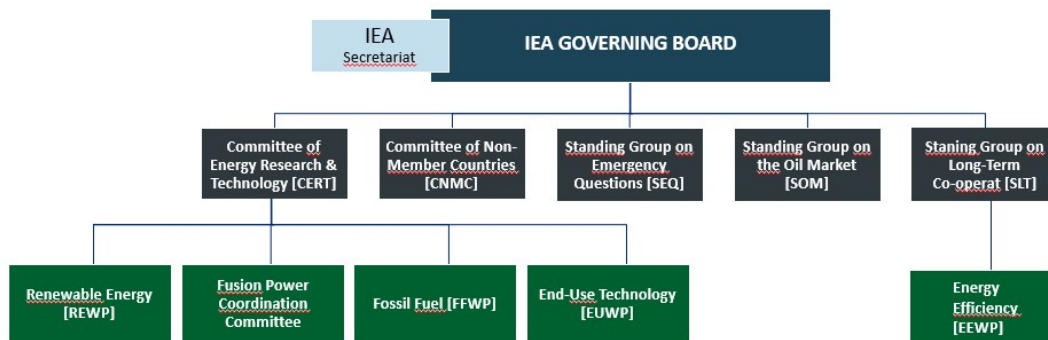 IEA
Secretariat
IEA GOVERNING BOARD
Committee of
Energy Research &
Technology [CERT]
Committee of Non-
Member Countries
[CNMC]
Standing Group on
Emergency
Questions [SEQ]
Standing Group on
the Oil Market
[SOM]
Staning Group on
Long-Term
Co-operat [SLT]
Renewable Energy
[REWP]
Fusion Power
Coordination
Committee
Fossil Fuel [FFWP]
End-Use Technology
[EUWP]
Energy
Efficiency
[EEWP]